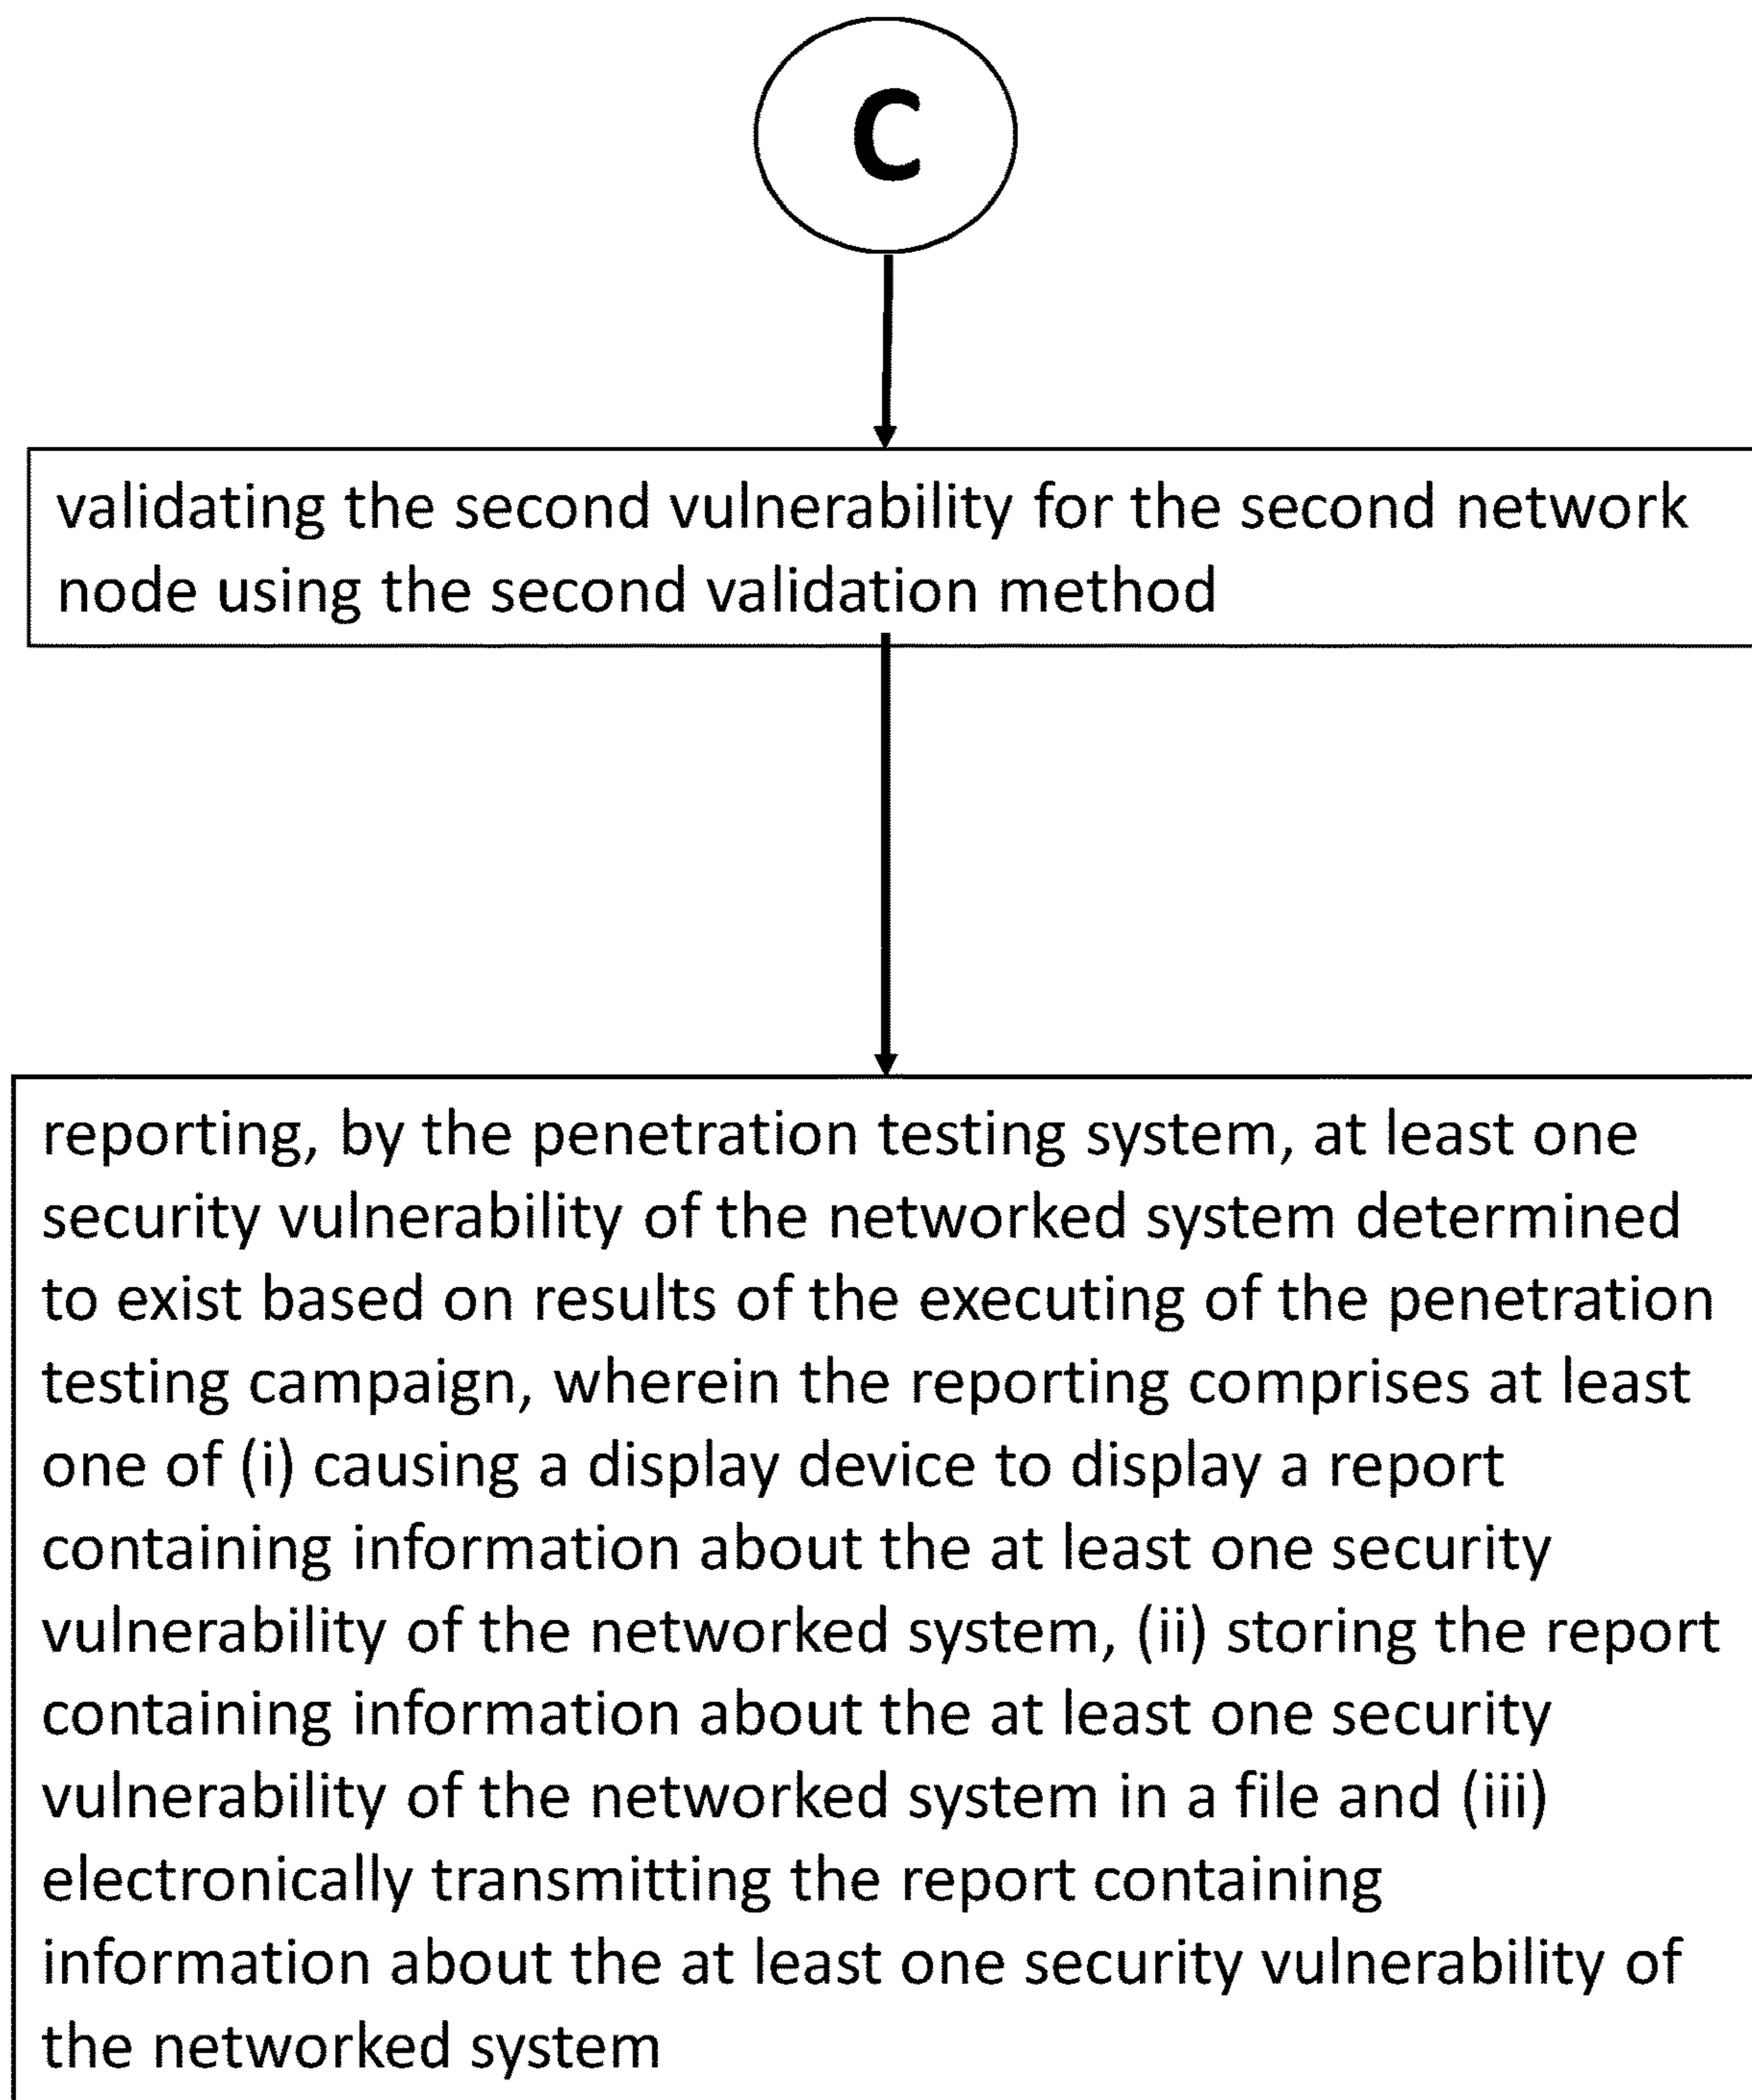 C
validating the second vulnerability for the second network
node using the second validation method
reporting, by the penetration testing system, at least one
security vulnerability of the networked system determined
to exist based on results of the executing of the penetration
testing campaign, wherein the reporting comprises at least
one of (i) causing a display device to display a report
containing information about the at least one security
vulnerability of the networked system, (ii) storing the report
containing information about the at least one security
vulnerability of the networked system in a file and (iii)
electronically transmitting the report containing
information about the at least one security vulnerability of
the networked system